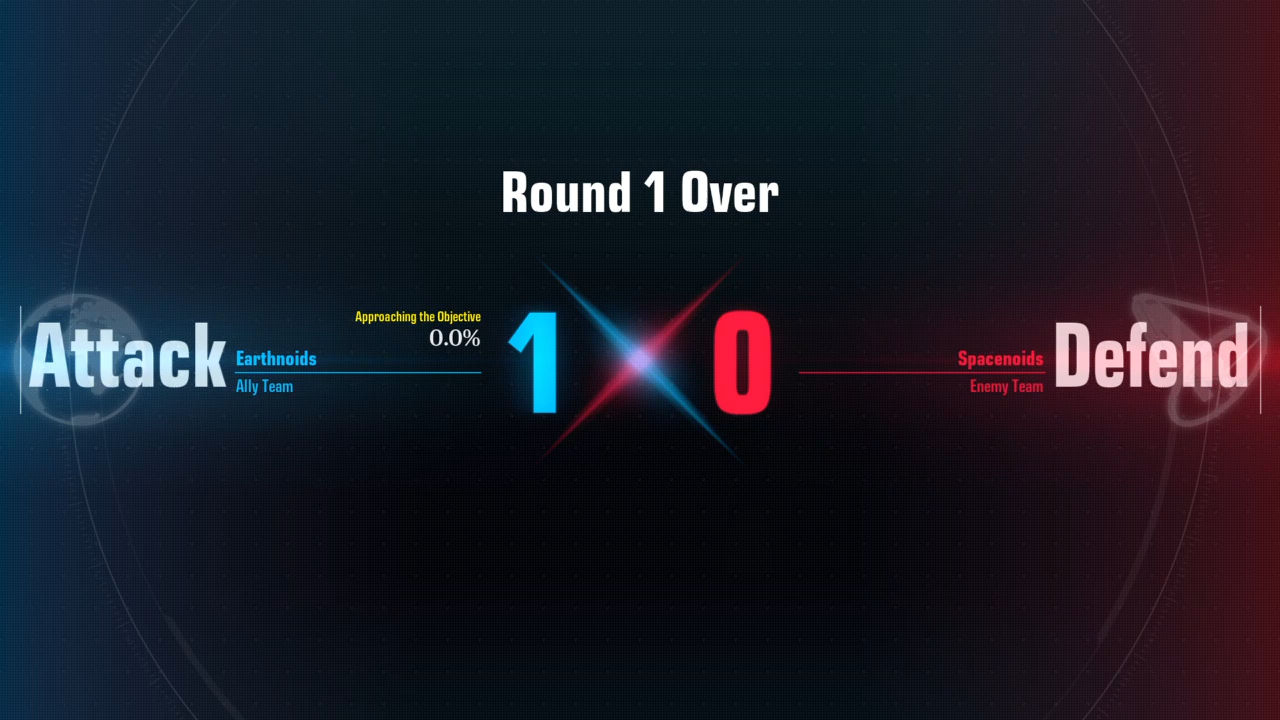 Round 1 Over
Approaching the Objective
0.0%
1
0
Attack
Earthnoids
Ally Team
Spacenoids
Enemy Team
Defend